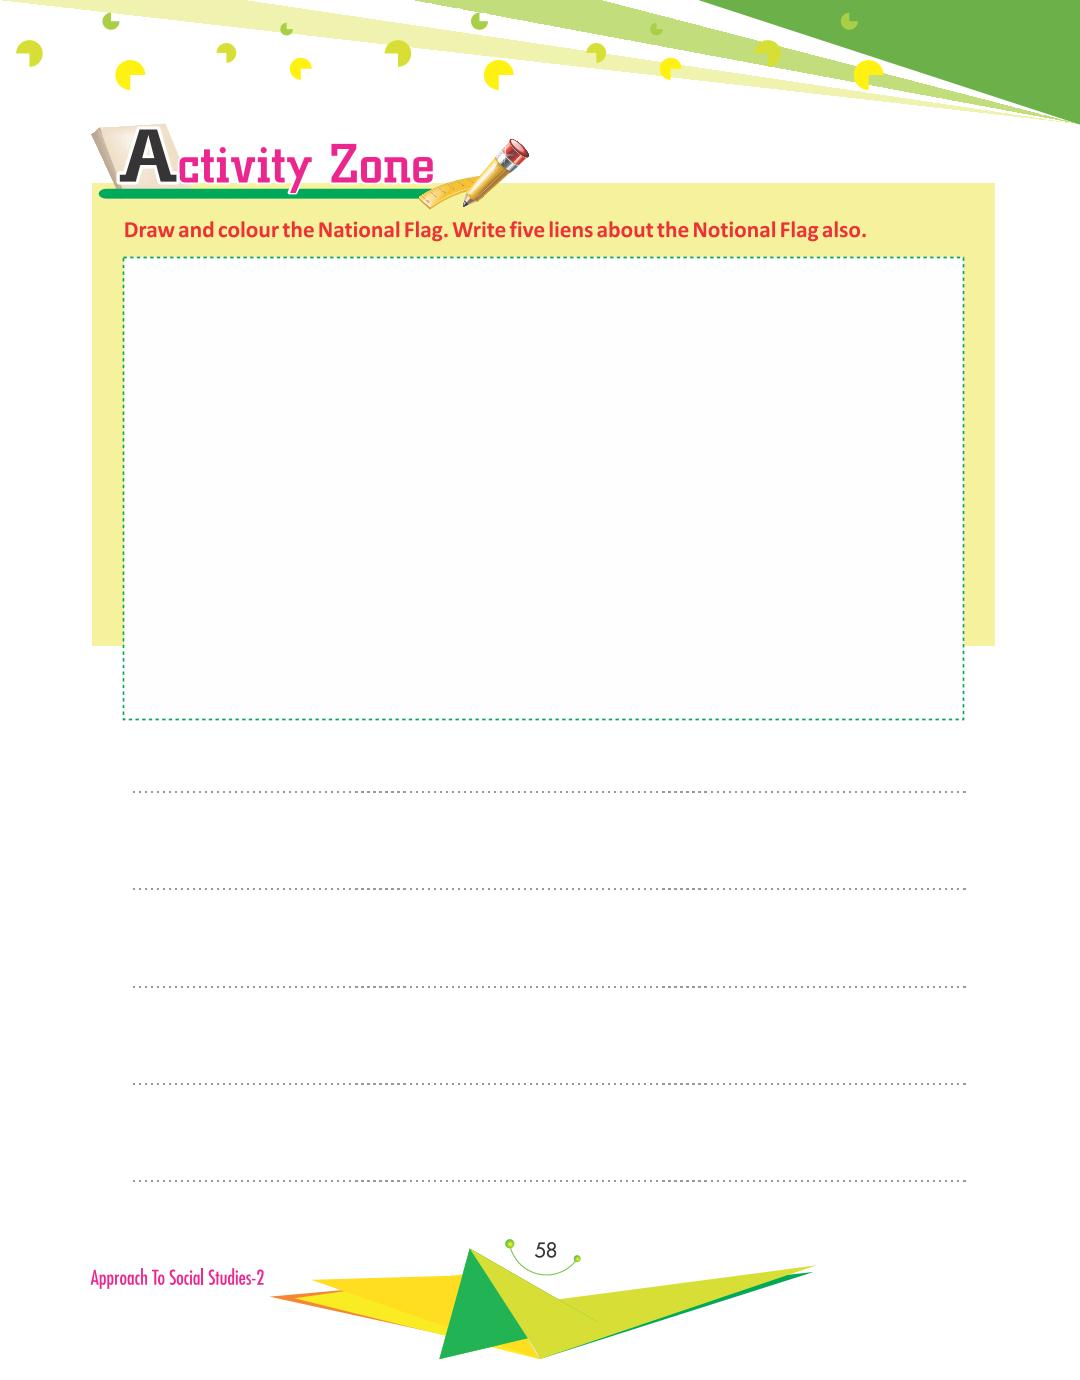 Activity Zone
Draw and colour the National Flag. Write five liens about the Notional Flag also.
58
Approach To Social Studies-2